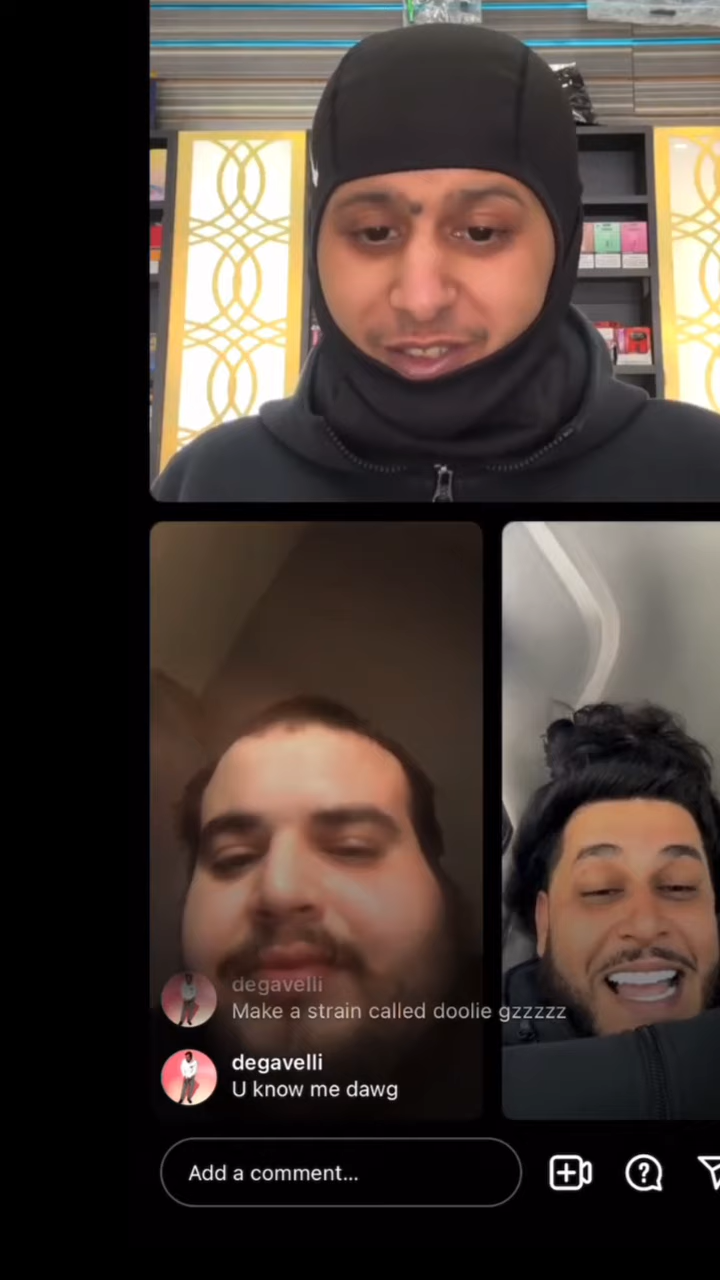 degavelli
Make a strain called doolie gzzzzz
degavelli
U know me dawg
Add a comment...